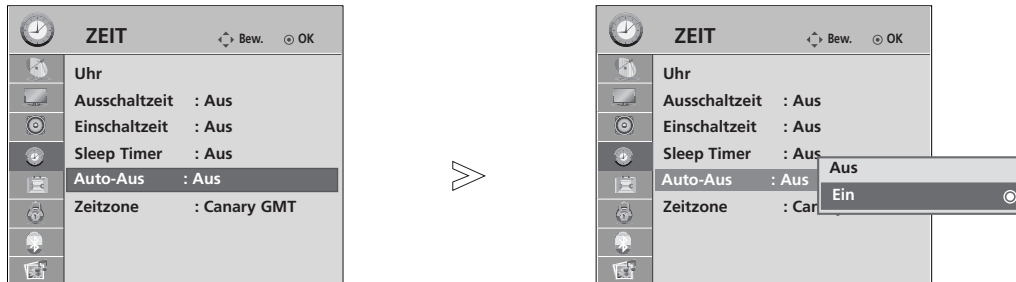 ZEIT Bew. OK
Uhr
Ausschaltzeit : Aus
Einschaltzeit : Aus
Sleep Timer : Aus
Auto-Aus : Aus
Zeitzone : Canary GMT
ZEIT Bew. OK
Uhr
Ausschaltzeit : Aus
Einschaltzeit : Aus
Sleep Timer : Aus
Auto-Aus : Aus
Zeitzone : Car
Aus
Ein